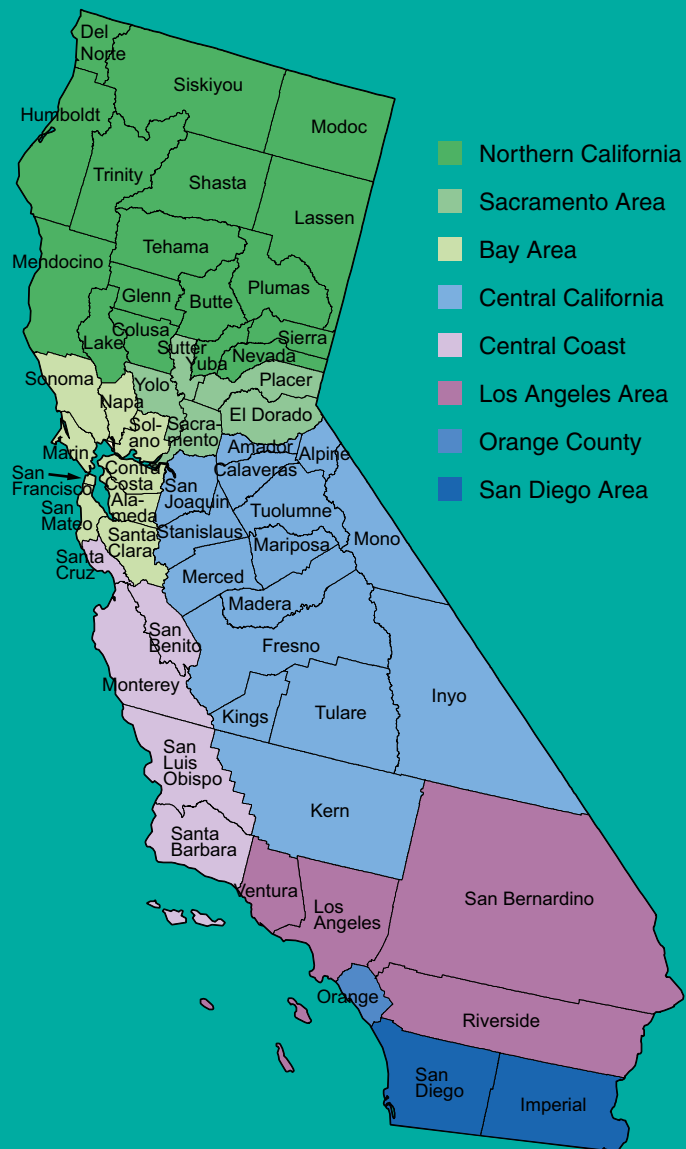 Del
Norte
Siskiyou
Modoc
Humboldt
Trinity
Shasta
Lassen
Tehama
Mendocino
Plumas
Glenn
Butte
Colusa
Lake
Sierra
Sutter
Yuba
Nevada
Sonoma
Yolo
Placer
Napa
El Dorado
Sol-
ano
Sacra-
mento
Marin
Amador
Alpine
Contra
Costa
Calaveras
San
Francisco
San
Joaquin
Ala-
meda
San
Mateo
Tuolumne
Stanislaus
Mono
Santa
Clara
Mariposa
Santa
Cruz
Merced
Madera
San
Benito
Fresno
Monterey
Inyo
Kings
Tulare
San
Luis
Obispo
Kern
Santa
Barbara
Ventura
Los
Angeles
San Bernardino
Orange
Riverside
San
Diego
Imperial
Northern California
Sacramento Area
Bay Area
Central California
Central Coast
Los Angeles Area
Orange County
San Diego Area